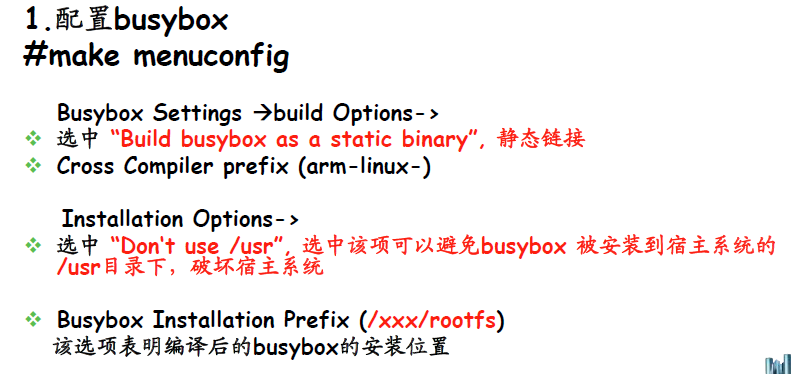 1.配置busybox
#make menuconfig
Busybox Settings →build Options->
选中 “Build busybox as a static binary”, 静态链接
Cross Compiler prefix (arm-linux-)
Installation Options->
选中 “Don't use /usr”, 选中该项可以避免busybox 被安装到宿主系统的
/usr目录下，破坏宿主系统
Busybox Installation Prefix (/xxx/rootfs)
该选项表明编译后的busybox的安装位置